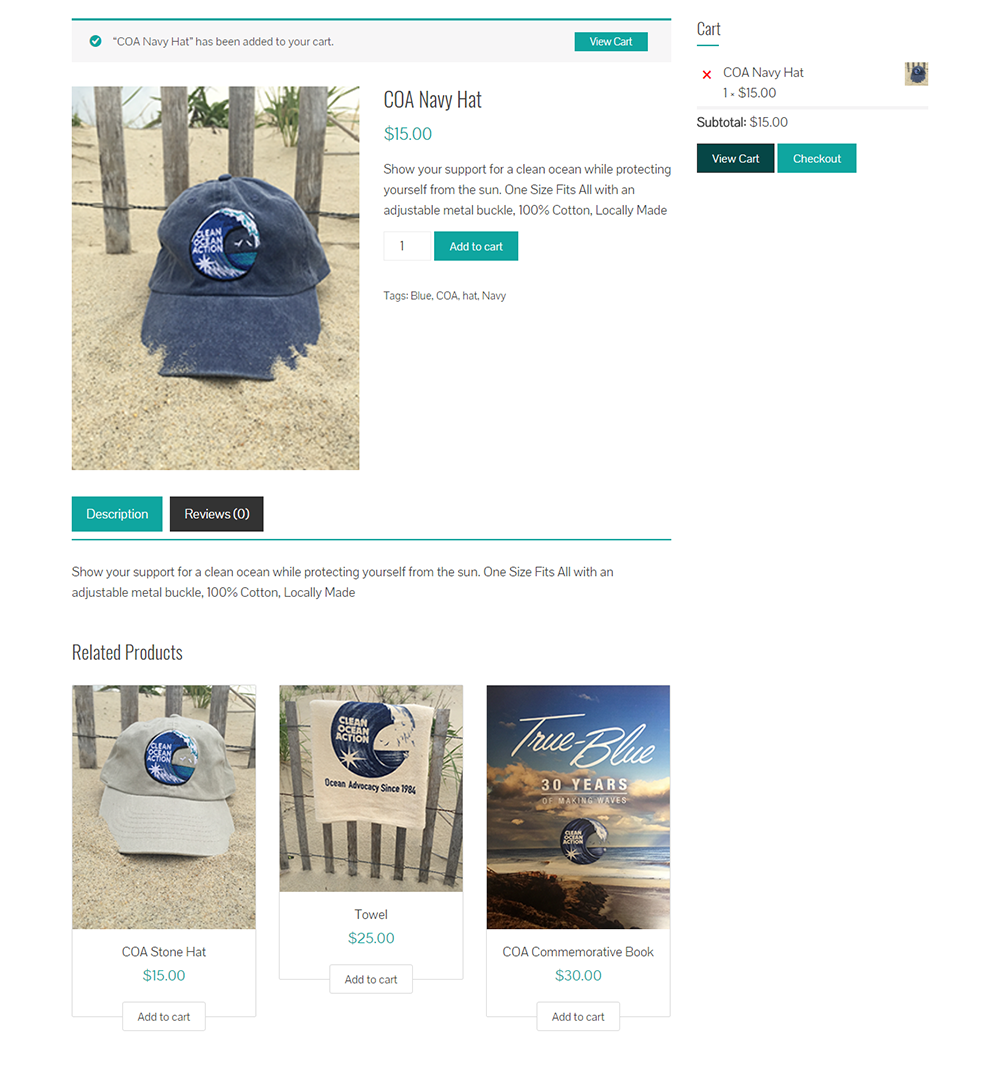 "COA Navy Hat" has been added to your cart.
View Cart
COA Navy Hat
$15.00
Show your support for a clean ocean while protecting
yourself from the sun. One Size Fits All with an
adjustable metal buckle, 100% Cotton, Locally Made
1
Add to cart
Tags: Blue, COA, hat, Navy
CLEAN
OCEAN
ACTION
Cart
× COA Navy Hat
1 × $15.00
Subtotal: $15.00
View Cart
Checkout
Description
Reviews (0)
Show your support for a clean ocean while protecting yourself from the sun. One Size Fits All with an
adjustable metal buckle, 100% Cotton, Locally Made
Related Products
CLEAN
OCEAN
ACTION
COA Stone Hat
$15.00
Add to cart
CLEAN
OCEAN
ACTION
Ocean Advocacy Since 1984
Towel
$25.00
Add to cart
True-Blue
30 YEARS
OF MAKING WAVES
CLEAN
OCEAN
ACTION
COA Commemorative Book
$30.00
Add to cart